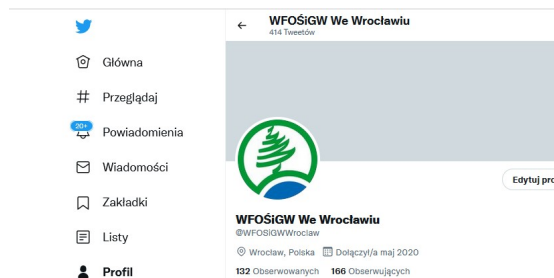 WFOŚiGW We Wrocławiu
414 Tweetów
Główna
Przeglądaj
20+
Powiadomienia
Wiadomości
Zakładki
Listy
Profil
Edytuj pro
WFOŚiGW We Wrocławiu
@WFOSiGWWroclaw
Wrocław, Polska Dołączył/a maj 2020
132 Obserwowanych 166 Obserwujących